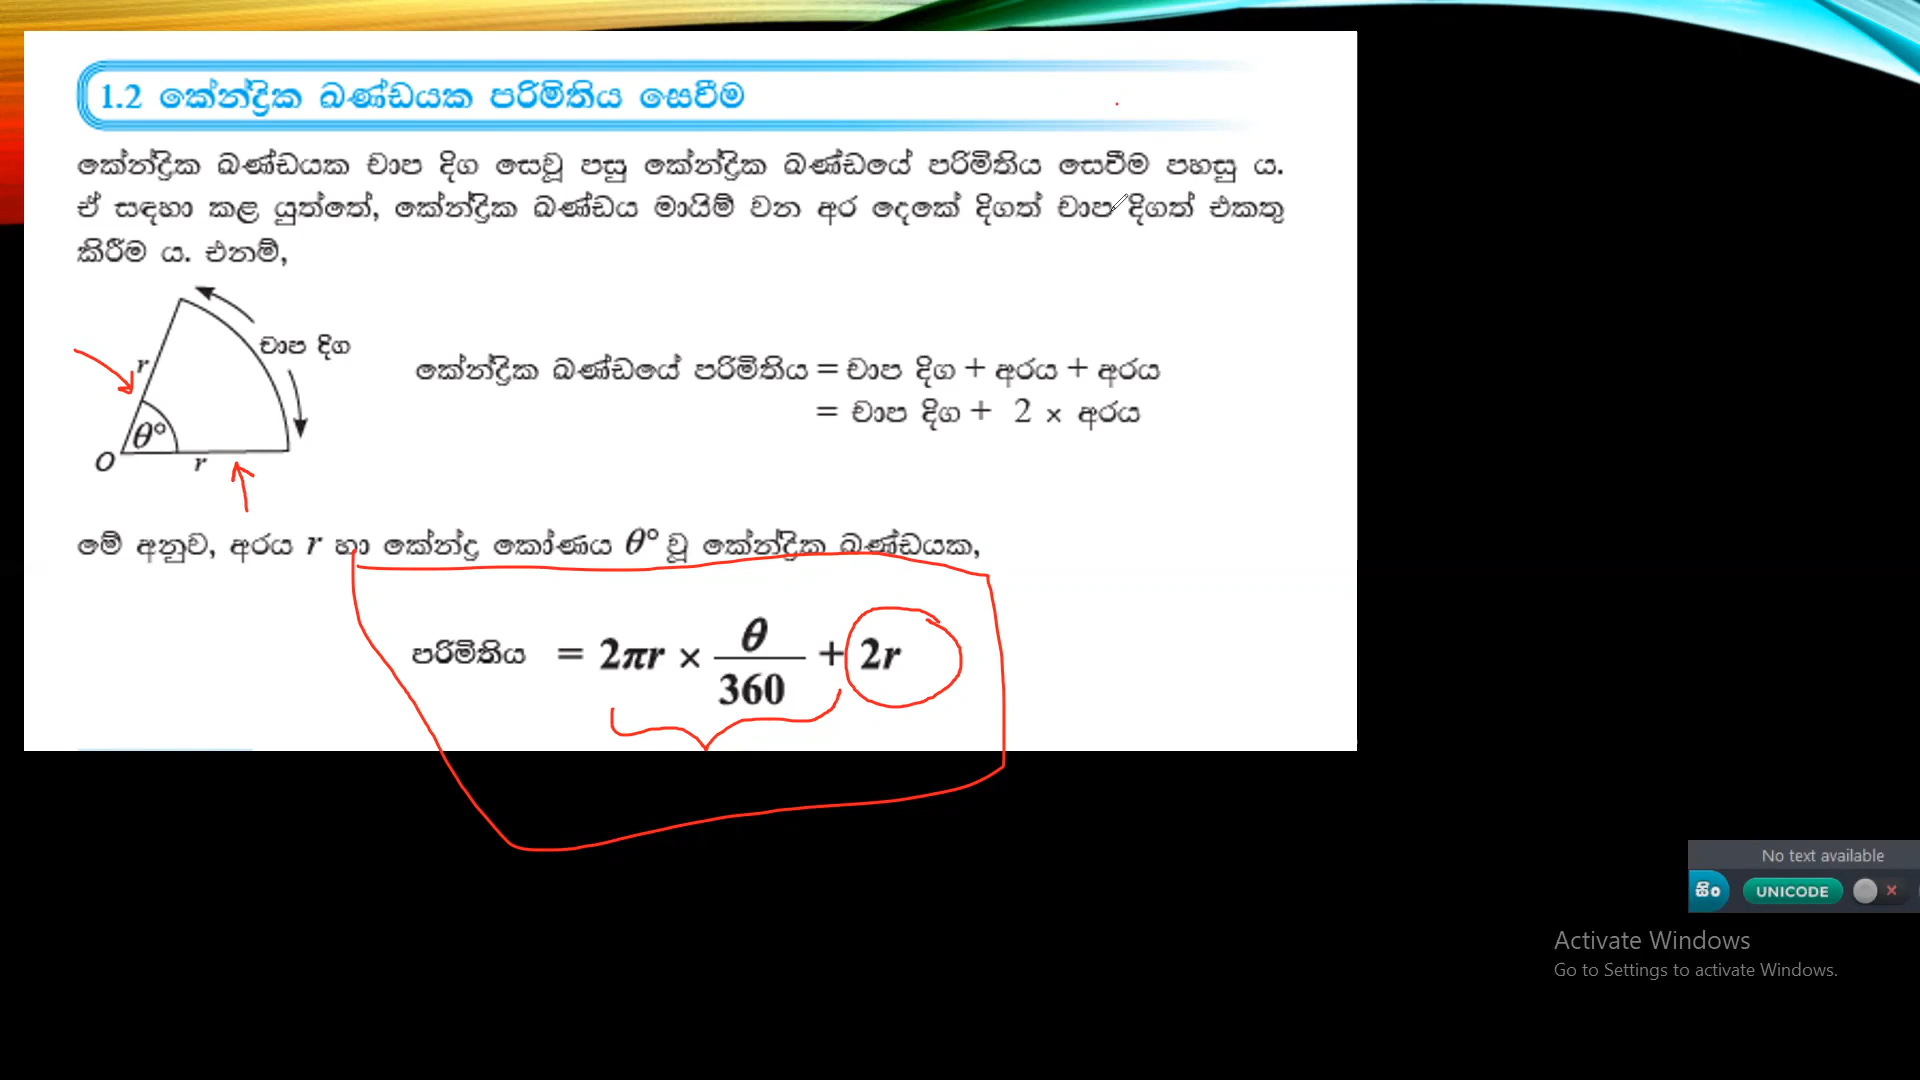 1.2 කේන්ද්‍රික ඛණ්ඩයක පරිමිතිය සෙවීම
කේන්ද්‍රික ඛණ්ඩයක චාප දිග සෙවූ පසු කේන්ද්‍රික ඛණ්ඩයේ පරිමිතිය සෙවීම පහසු ය.
ඒ සඳහා කළ යුත්තේ, කේන්ද්‍රික ඛණ්ඩය මායිම් වන අර දෙකේ දිගත් චාප දිගත් එකතු
කිරීම ය. එනම්,
චාප දිග
r
θ°
O
r
කේන්ද්‍රික ඛණ්ඩයේ පරිමිතිය = චාප දිග + අරය + අරය
= චාප දිග + 2 × අරය
මේ අනුව, අරය r හා කේන්ද්‍ර කෝණය θ° වූ කේන්ද්‍රික ඛණ්ඩයක,
පරිමිතිය = 2πr × θ/360 + 2r
No text available
සිං UNICODE
Activate Windows
Go to Settings to activate Windows.